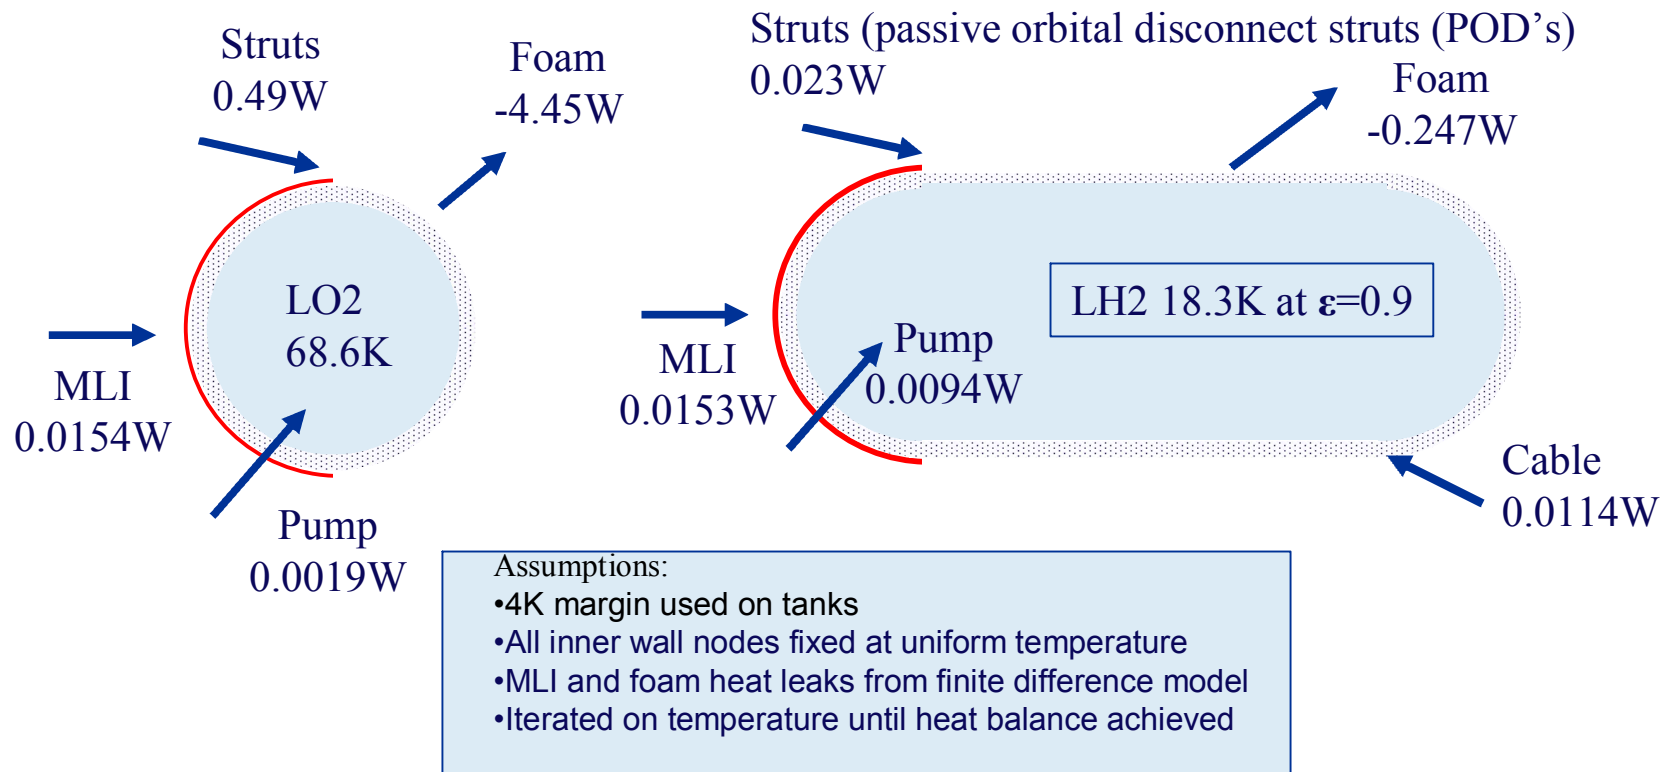 Struts
0.49W
Foam
-4.45W
MLI
0.0154W
LO2
68.6K
Pump
0.0019W
Struts (passive orbital disconnect struts (POD's)
0.023W
Foam
-0.247W
MLI
0.0153W
Pump
0.0094W
LH2 18.3K at ε=0.9
Cable
0.0114W
Assumptions:
•4K margin used on tanks
•All inner wall nodes fixed at uniform temperature
•MLI and foam heat leaks from finite difference model
•Iterated on temperature until heat balance achieved